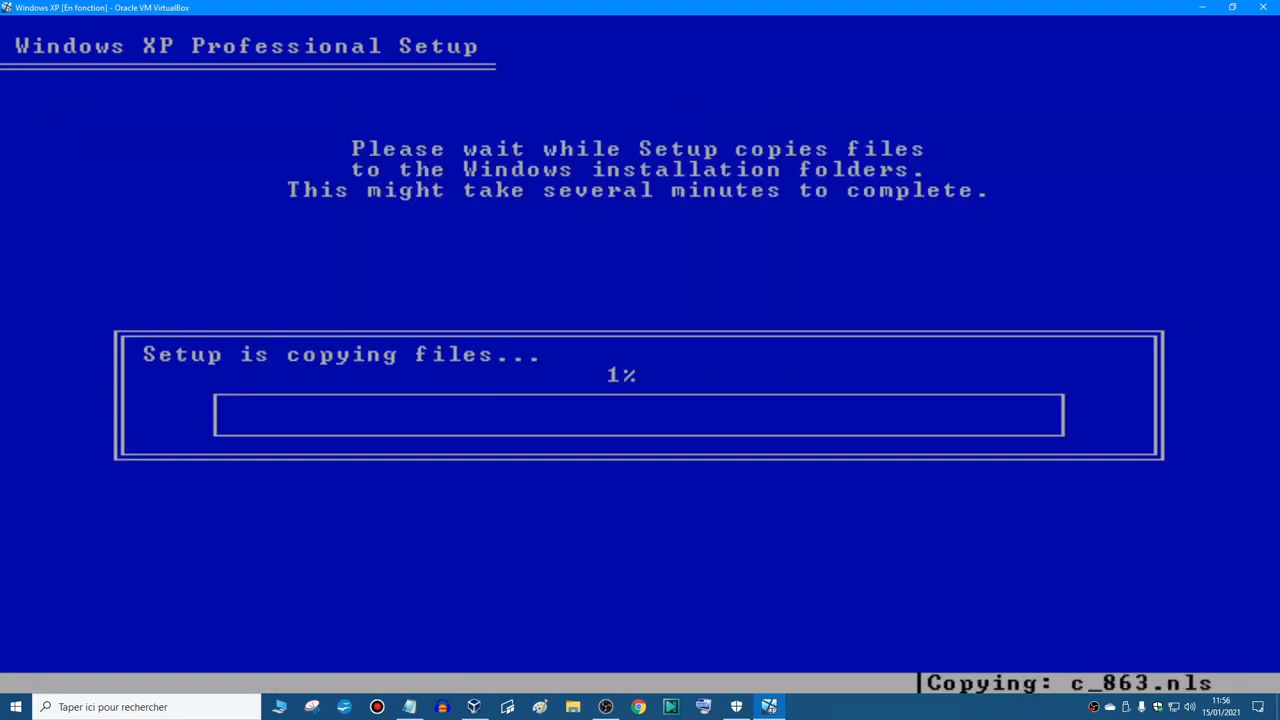 Windows XP [En fonction] - Oracle VM VirtualBox
Windows XP Professional Setup
Please wait while Setup copies files
to the Windows installation folders.
This might take several minutes to complete.
Setup is copying files...
1%
Copying: c_863.nls
Taper ici pour rechercher
11:56
15/01/2021